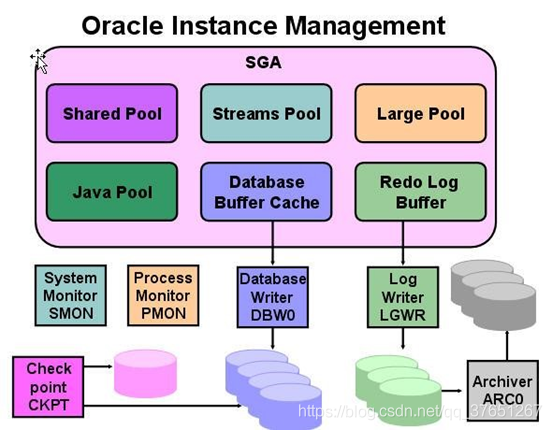 Oracle Instance Management
SGA
Shared Pool
Streams Pool
Large Pool
Java Pool
Database
Buffer Cache
Redo Log
Buffer
System
Monitor
SMON
Process
Monitor
PMON
Database
Writer
DBW0
Log
Writer
LGWR
Check
point
CKPT
Archiver
ARC0
https://blog.csdn.net/qq_37651267